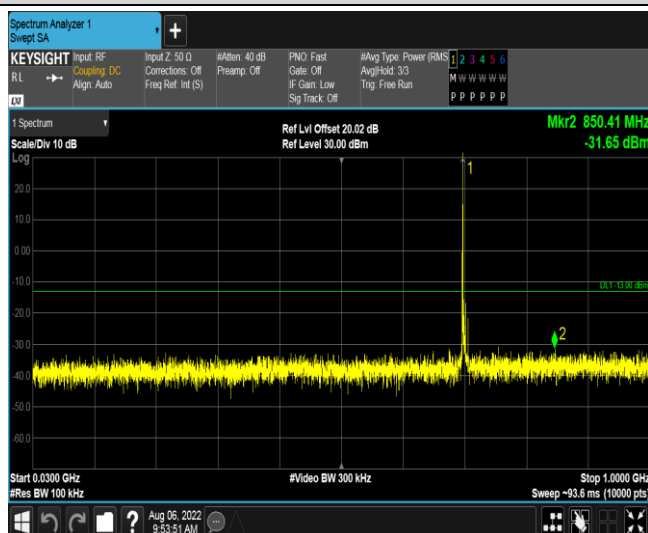 Spectrum Analyzer 1
Swept SA
KEYSIGHT
RL
LXI
Input: RF
Coupling: DC
Align: Auto
Input Z: 50 Ω
Corrections: Off
Freq Ref: Int (S)
#Atten: 40 dB
Preamp: Off
PNO: Fast
Gate: Off
IF Gain: Low
Sig Track: Off
#Avg Type: Power (RMS
Avg|Hold: 3/3
Trig: Free Run
1 2 3 4 5 6
M W W W W W
P P P P P P
1 Spectrum
Scale/Div 10 dB
Ref Lvl Offset 20.02 dB
Ref Level 30.00 dBm
Mkr2 850.41 MHz
-31.65 dBm
Log
1
20.0
10.0
0.00
-10.0
DL1 -13.00 dBm
-20.0
-30.0
2
-40.0
-50.0
-60.0
Start 0.0300 GHz
#Res BW 100 kHz
#Video BW 300 kHz
Stop 1.0000 GHz
Sweep ~93.6 ms (10000 pts)
?
Aug 06, 2022
9:53:51 AM